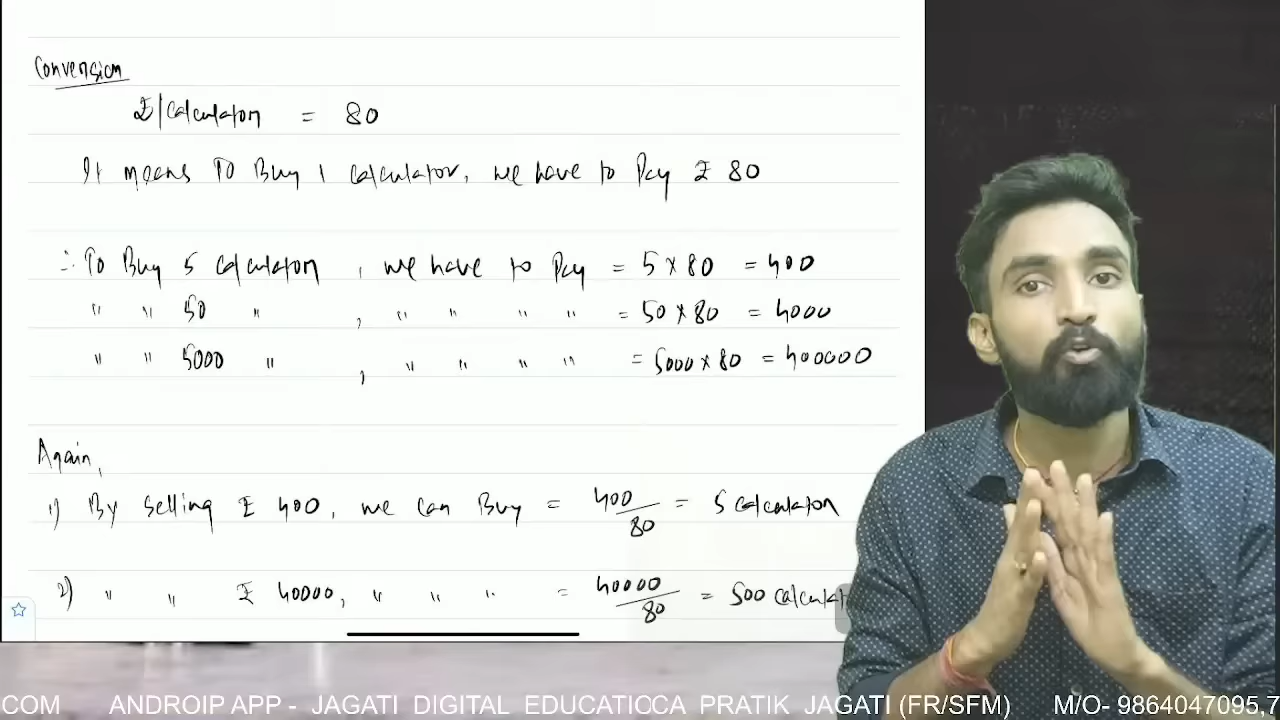 Conversion
₹/calculator = 80
It means To Buy 1 calculator, we have to Pay ₹ 80
∴ To Buy 5 calculator, we have to Pay = 5 × 80 = 400
" " 50 " , " " " " = 50 × 80 = 4000
" " 5000 " , " " " " = 5000 × 80 = 400000
Again,
1) By selling ₹ 400, we can Buy = 400/80 = 5 calculator
2) " " ₹ 40000, " " " = 40000/80 = 500 calculat
COM ANDROIP APP - JAGATI DIGITAL EDUCATIOCA PRATIK JAGATI (FR/SFM) M/O- 9864047095,7